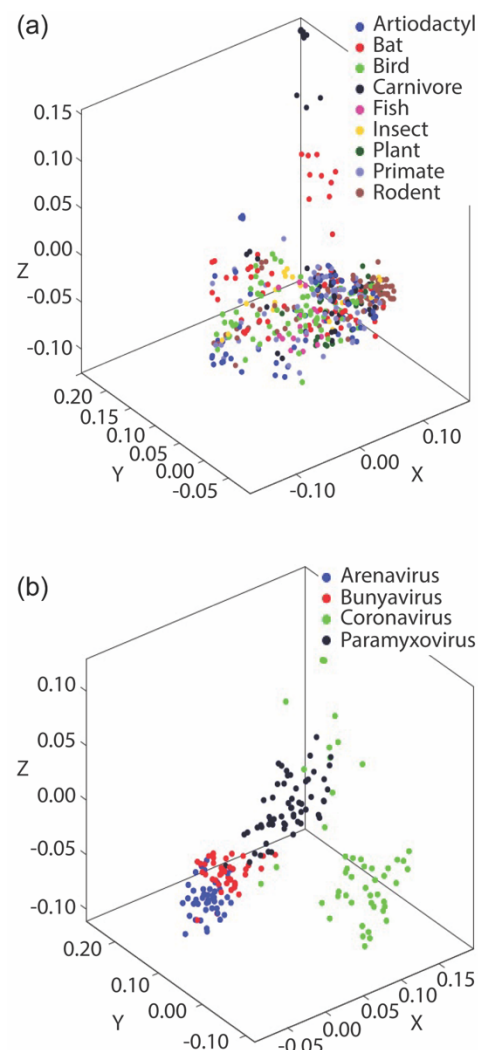 (a)
Artiodactyl
Bat
Bird
Carnivore
Fish
Insect
Plant
Primate
Rodent
0.15
0.10
0.05
0.00
Z
-0.05
-0.10
0.20
0.15
0.10
0.05
0.00
-0.05
Y
-0.10
0.00
0.10
X
(b)
Arenavirus
Bunyavirus
Coronavirus
Paramyxovirus
0.10
0.05
Z
0.00
-0.05
-0.10
0.20
0.10
0.00
-0.10
Y
-0.05
0.00
0.05
0.10
0.15
X